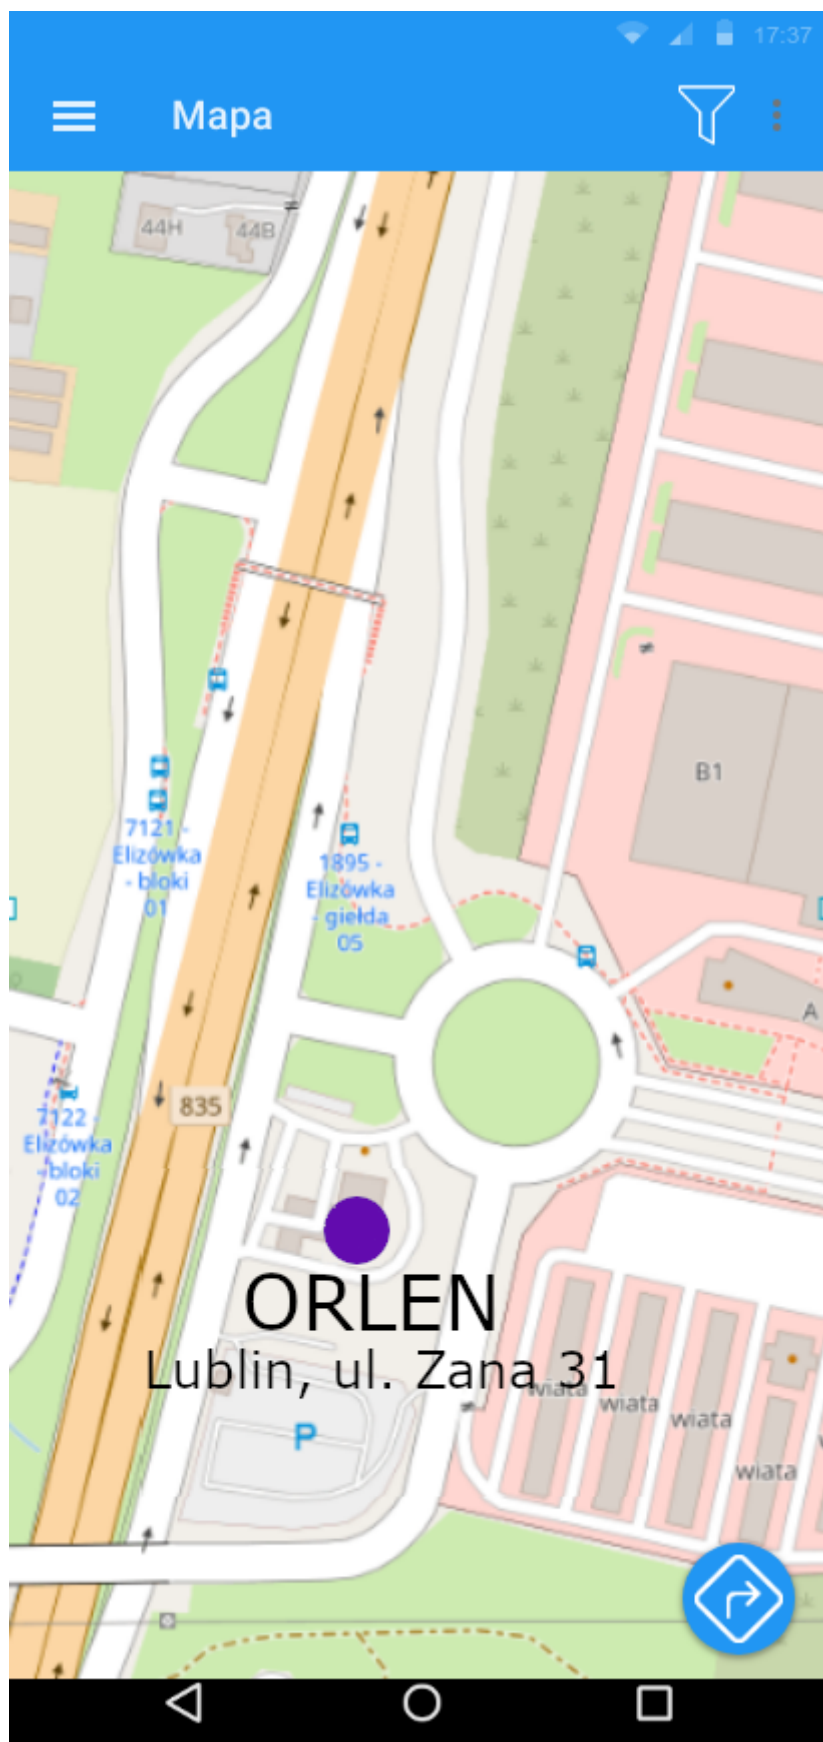 17:37
Mapa
44H
44B
B1
7121 -
Elizówka
- bloki
01
1895 -
Elizówka
- giełda
05
A
835
7122 -
Elizówka
- bloki
02
ORLEN
Lublin, ul. Zana 31
wiata
wiata
wiata
P
wiata